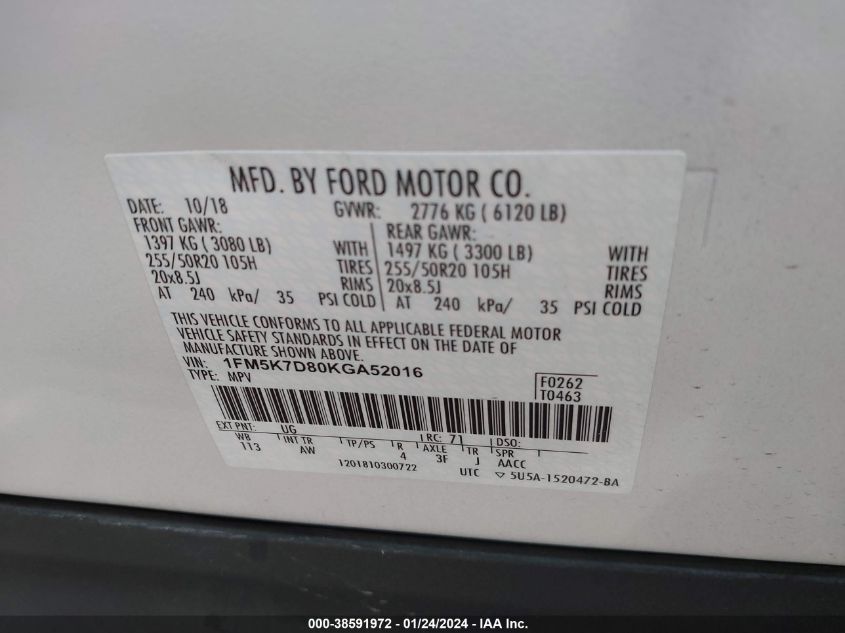 MFD. BY FORD MOTOR CO.
DATE: 10/18 GVWR: 2776 KG ( 6120 LB)
FRONT GAWR: REAR GAWR:
1397 KG ( 3080 LB) WITH 1497 KG ( 3300 LB) WITH
255/50R20 105H TIRES 255/50R20 105H TIRES
20x8.5J RIMS 20x8.5J RIMS
AT 240 kPa/ 35 PSI COLD AT 240 kPa/ 35 PSI COLD
THIS VEHICLE CONFORMS TO ALL APPLICABLE FEDERAL MOTOR
VEHICLE SAFETY STANDARDS IN EFFECT ON THE DATE OF
MANUFACTURE SHOWN ABOVE.
VIN: 1FM5K7D80KGA52016
TYPE: MPV
F0262
T0463
EXT PNT: UG RC: 71 DSO:
WB INT TR TP/PS R AXLE TR SPR
113 AW 4 3F J AACC
1201810300722 UTC ▽ 5U5A-1520472-BA
000-38591972 - 01/24/2024 - IAA Inc.